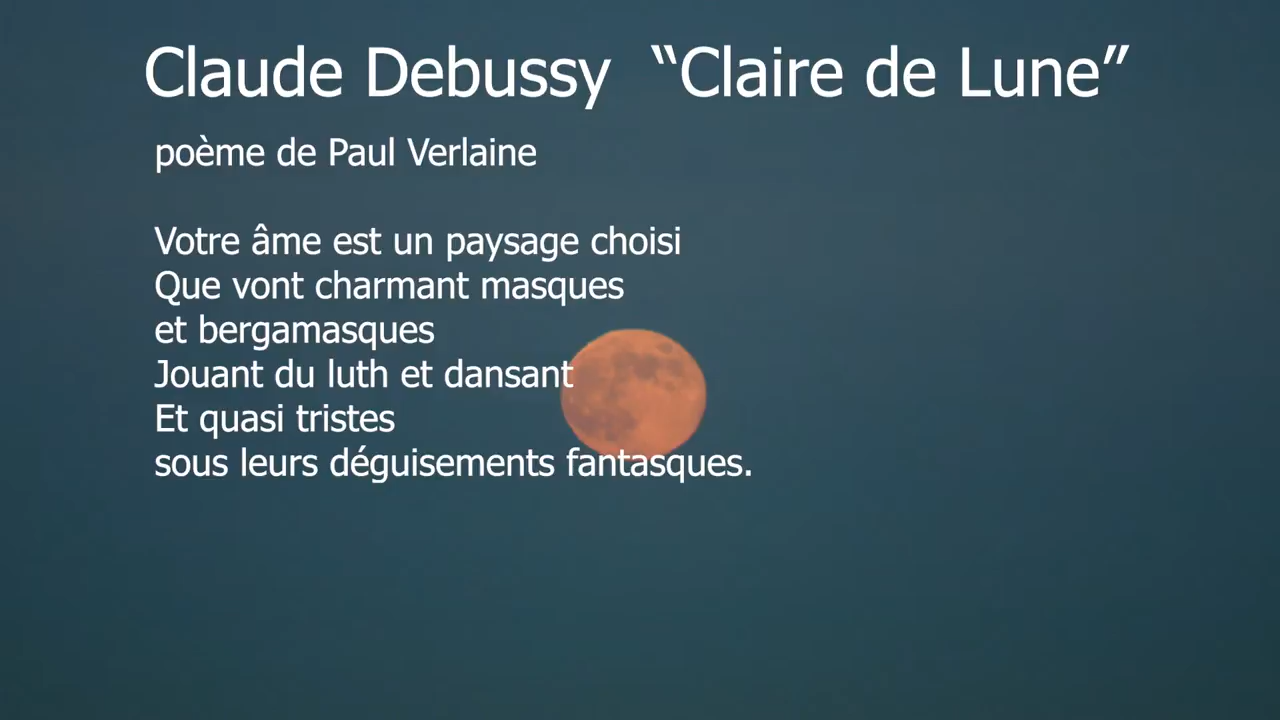 Claude Debussy “Claire de Lune”
poème de Paul Verlaine
Votre âme est un paysage choisi
Que vont charmant masques
et bergamasques
Jouant du luth et dansant
Et quasi tristes
sous leurs déguisements fantasques.